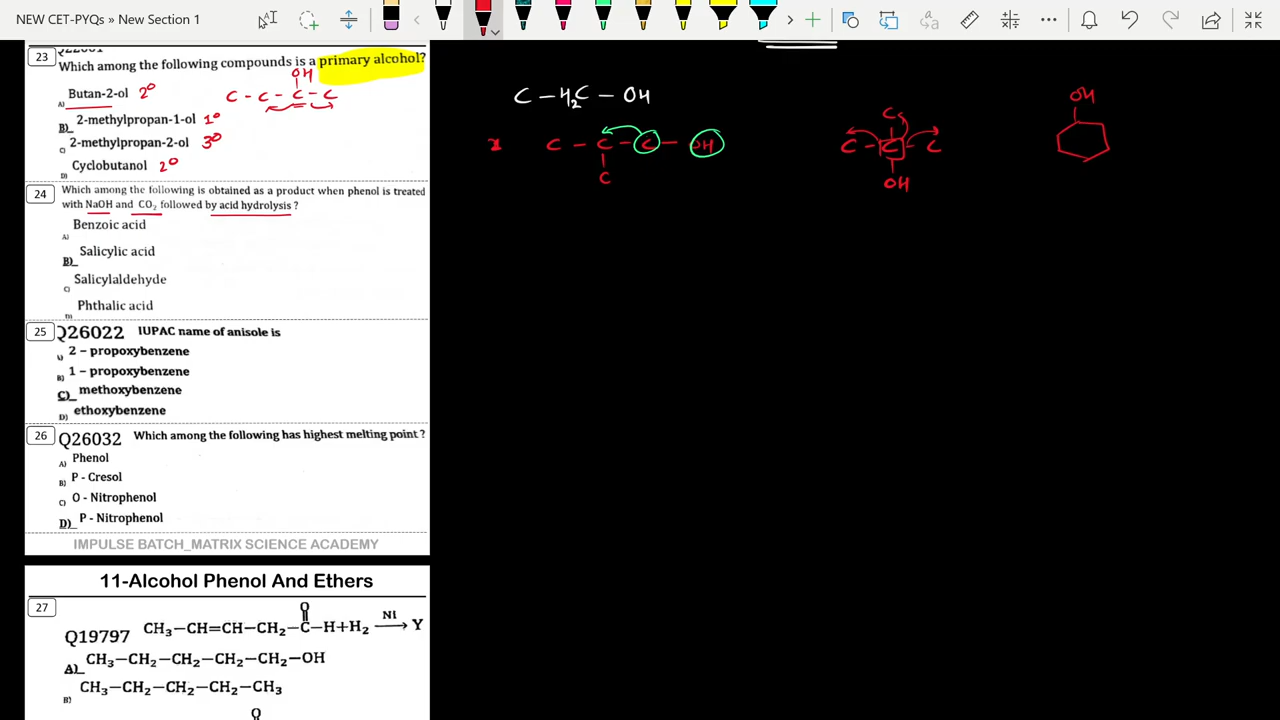 NEW CET-PYQs » New Section 1
23
Which among the following compounds is a primary alcohol?
OH
A) Butan-2-ol 2°
C - C - C - C
B) 2-methylpropan-1-ol 1°
C) 2-methylpropan-2-ol 3°
D) Cyclobutanol 2°
24
Which among the following is obtained as a product when phenol is treated
with NaOH and CO₂ followed by acid hydrolysis ?
A) Benzoic acid
B) Salicylic acid
C) Salicylaldehyde
D) Phthalic acid
25
Q26022 IUPAC name of anisole is
A) 2 – propoxybenzene
B) 1 – propoxybenzene
C) methoxybenzene
D) ethoxybenzene
26
Q26032 Which among the following has highest melting point ?
A) Phenol
B) P - Cresol
C) O - Nitrophenol
D) P - Nitrophenol
IMPULSE BATCH_MATRIX SCIENCE ACADEMY
11-Alcohol Phenol And Ethers
27
O
Q19797 CH₃–CH=CH–CH₂–C–H+H₂ Ni → Y
A) CH₃–CH₂–CH₂–CH₂–CH₂–OH
B) CH₃–CH₂–CH₂–CH₂–CH₃
O
C – H₂C – OH
C – C – C – OH
C
C
C – C – C
OH
OH